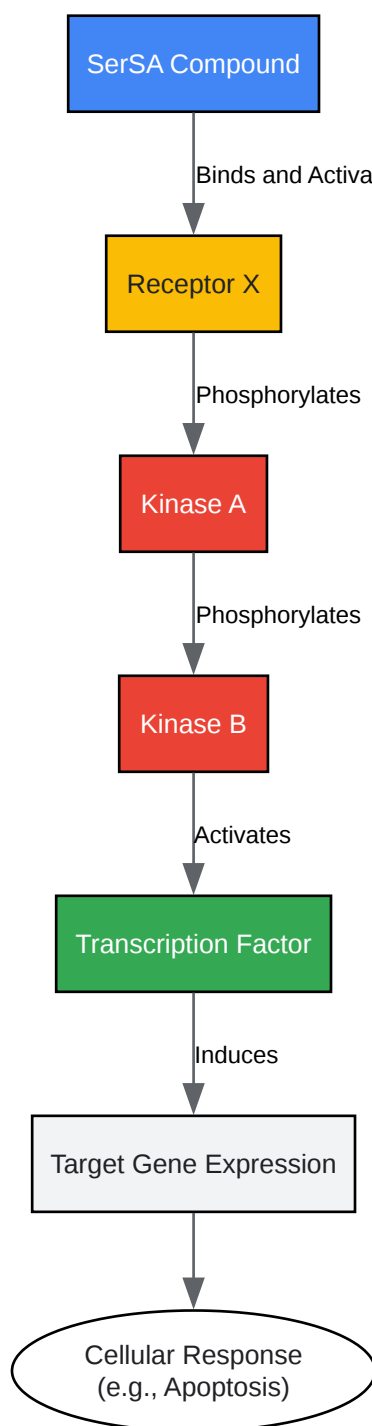 SerSA Compound
Binds and Activa
Receptor X
Phosphorylates
Kinase A
Phosphorylates
Kinase B
Activates
Transcription Factor
Induces
Target Gene Expression
Cellular Response
(e.g., Apoptosis)